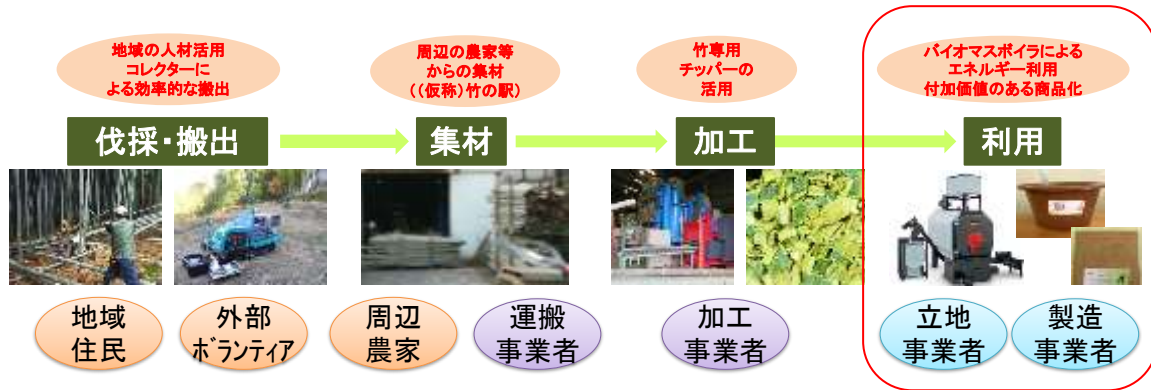 地域の人材活用
コレクターに
よる効率的な搬出
周辺の農家等
からの集材
((仮称)竹の駅)
竹専用
チッパーの
活用
バイオマスボイラによる
エネルギー利用
付加価値のある商品化
伐採・搬出
集材
加工
利用
地域
住民
外部
ボランティア
周辺
農家
運搬
事業者
加工
事業者
立地
事業者
製造
事業者